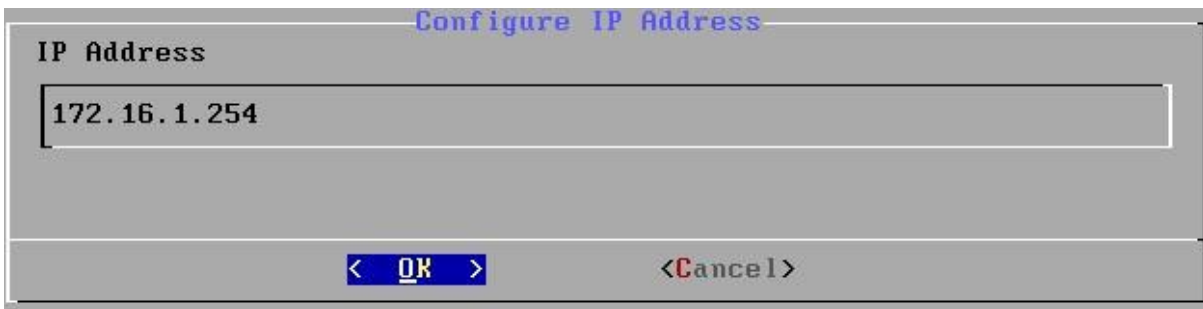 Configure IP Address
IP Address
172.16.1.254
< OK > <Cancel>